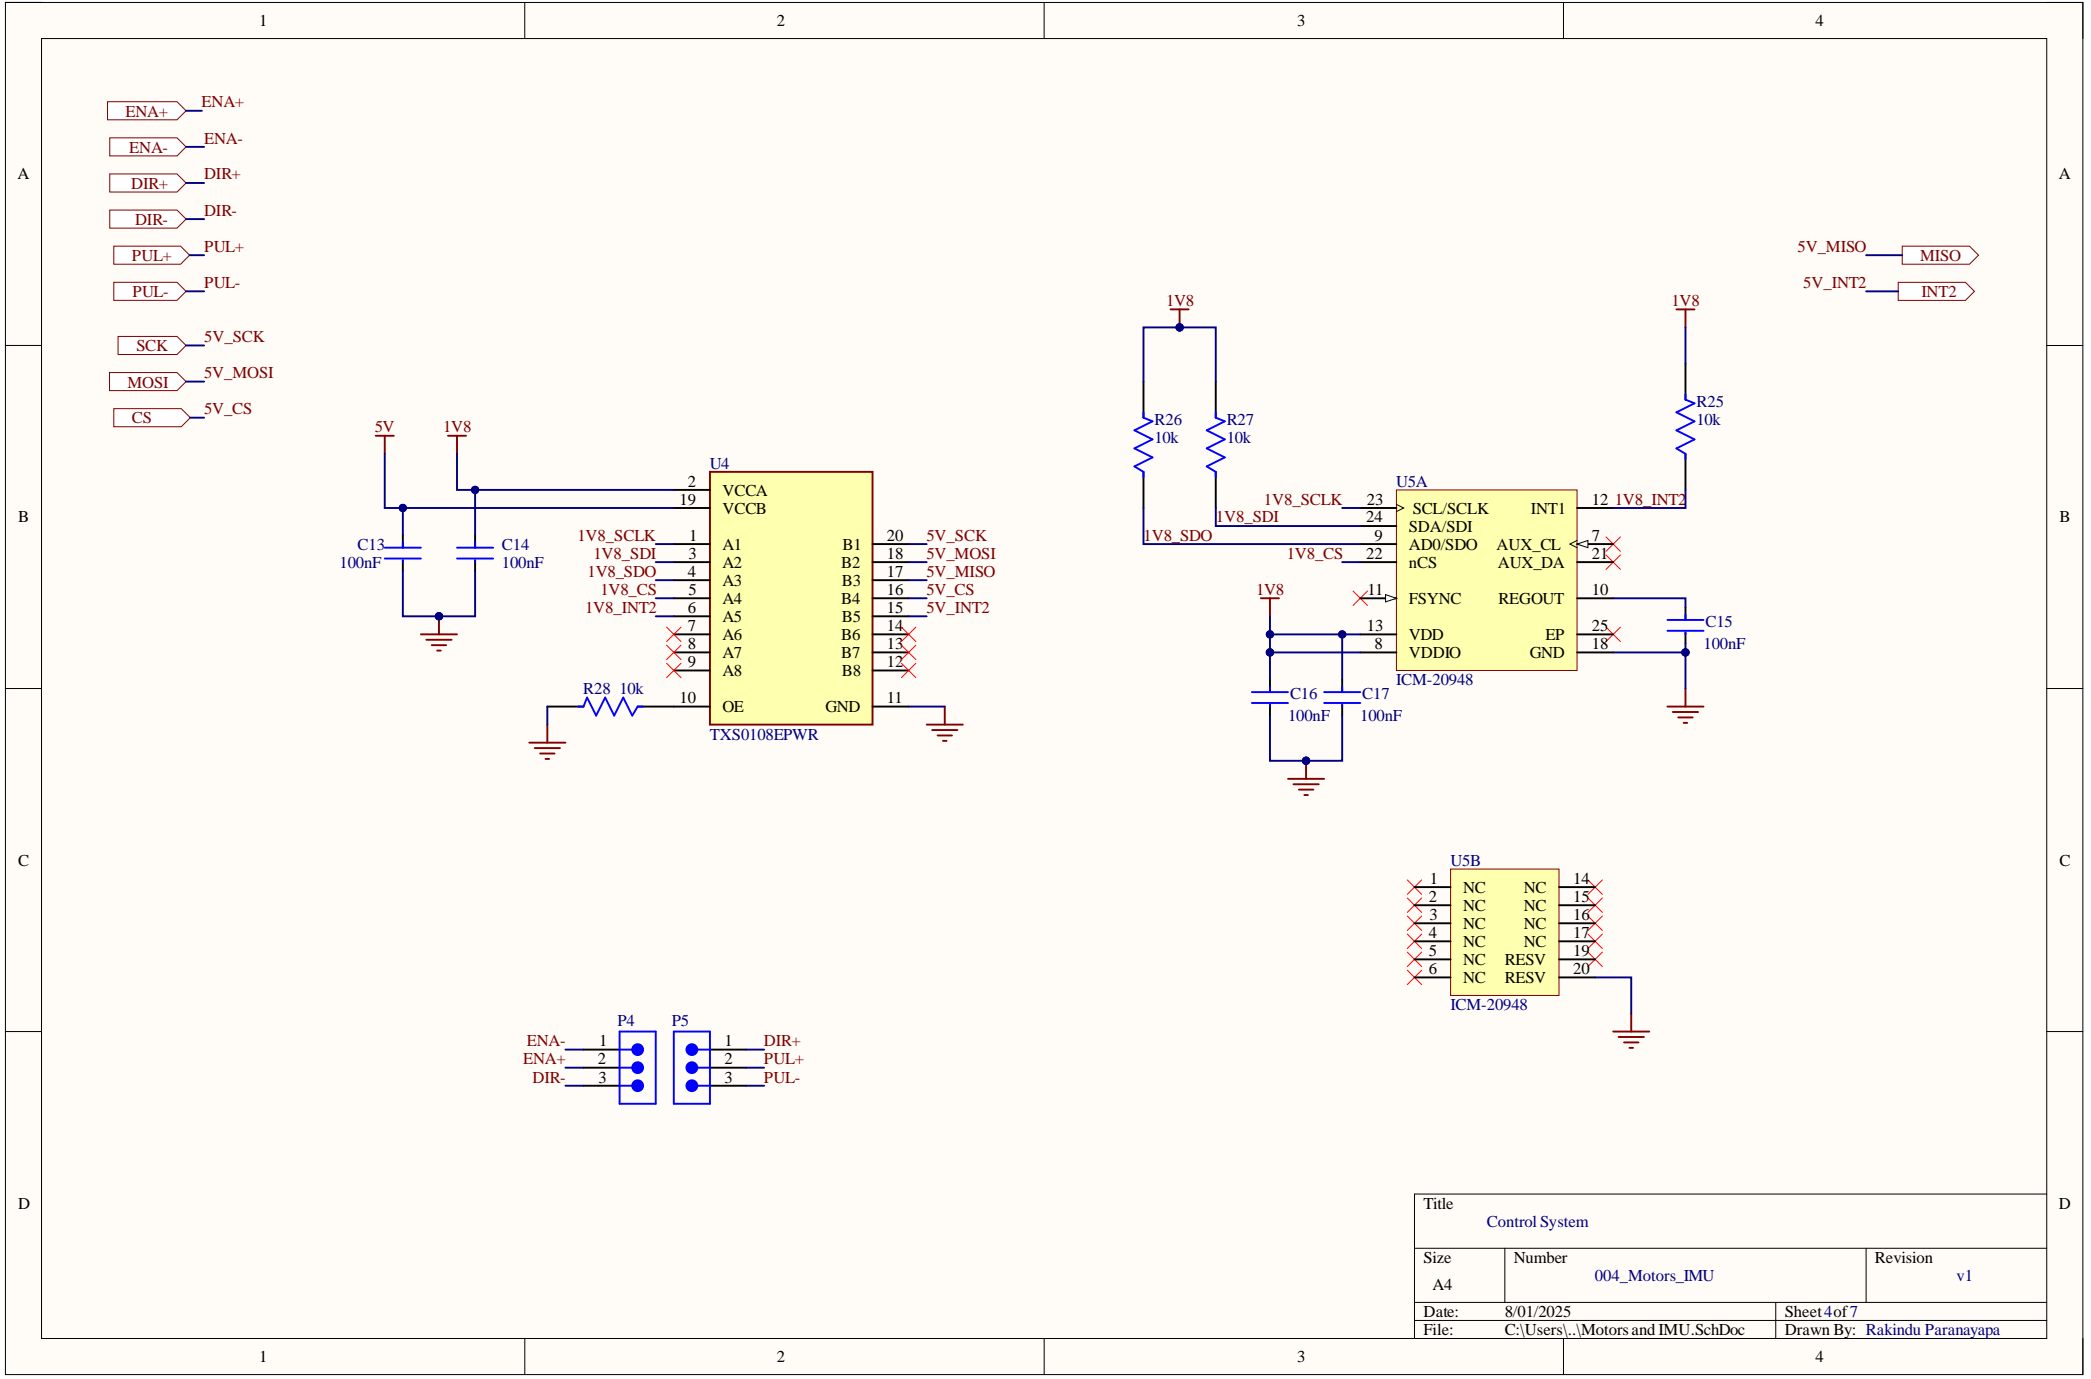 1 2 3 4
A A
B B
C C
D D
1 2 3 4
ENA+ ENA+
ENA- ENA-
DIR+ DIR+
DIR- DIR-
PUL+ PUL+
PUL- PUL-
SCK 5V_SCK
MOSI 5V_MOSI
CS 5V_CS
5V_MISO MISO
5V_INT2 INT2
5V 1V8
C13
100nF
C14
100nF
U4
2 VCCA
19 VCCB
1V8_SCLK 1 A1 B1 20 5V_SCK
1V8_SDI 3 A2 B2 18 5V_MOSI
1V8_SDO 4 A3 B3 17 5V_MISO
1V8_CS 5 A4 B4 16 5V_CS
1V8_INT2 6 A5 B5 15 5V_INT2
7 A6 B6 14
8 A7 B7 13
9 A8 B8 12
R28 10k
10 OE GND 11
TXS0108EPWR
1V8
R26
10k
R27
10k
1V8
R25
10k
U5A
1V8_SCLK 23 SCL/SCLK INT1 12 1V8_INT2
1V8_SDI 24 SDA/SDI
1V8_SDO 9 AD0/SDO AUX_CL 7
1V8_CS 22 nCS AUX_DA 21
11 FSYNC REGOUT 10
1V8
13 VDD EP 25
8 VDDIO GND 18
ICM-20948
C15
100nF
C16
100nF
C17
100nF
U5B
1 NC NC 14
2 NC NC 15
3 NC NC 16
4 NC NC 17
5 NC RESV 19
6 NC RESV 20
ICM-20948
P4 P5
ENA- 1 1 DIR+
ENA+ 2 2 PUL+
DIR- 3 3 PUL-
Title
Control System
Size Number Revision
A4 004_Motors_IMU v1
Date: 8/01/2025 Sheet 4 of 7
File: C:\Users\..\Motors and IMU.SchDoc Drawn By: Rakindu Paranayapa